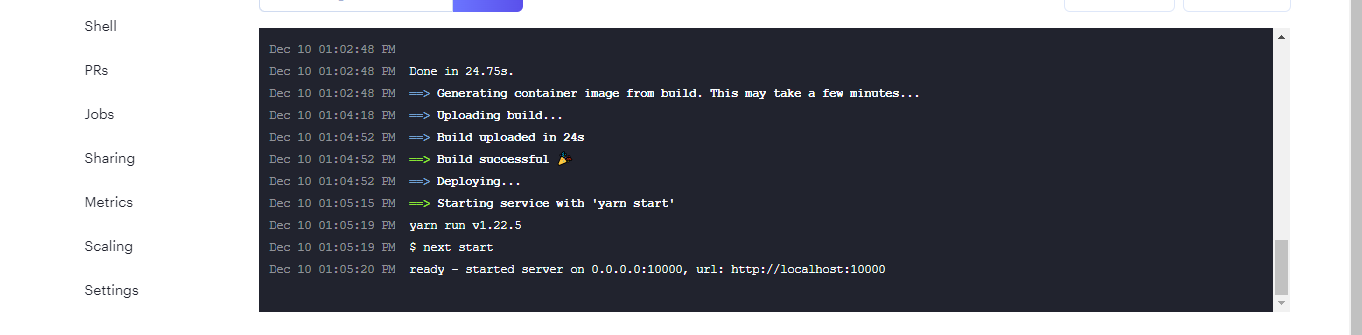 Shell
PRs
Jobs
Sharing
Metrics
Scaling
Settings
Dec 10 01:02:48 PM
Dec 10 01:02:48 PM Done in 24.75s.
Dec 10 01:02:48 PM ==> Generating container image from build. This may take a few minutes...
Dec 10 01:04:18 PM ==> Uploading build...
Dec 10 01:04:52 PM ==> Build uploaded in 24s
Dec 10 01:04:52 PM ==> Build successful 🎉
Dec 10 01:04:52 PM ==> Deploying...
Dec 10 01:05:15 PM ==> Starting service with 'yarn start'
Dec 10 01:05:19 PM yarn run v1.22.5
Dec 10 01:05:19 PM $ next start
Dec 10 01:05:20 PM ready - started server on 0.0.0.0:10000, url: http://localhost:10000